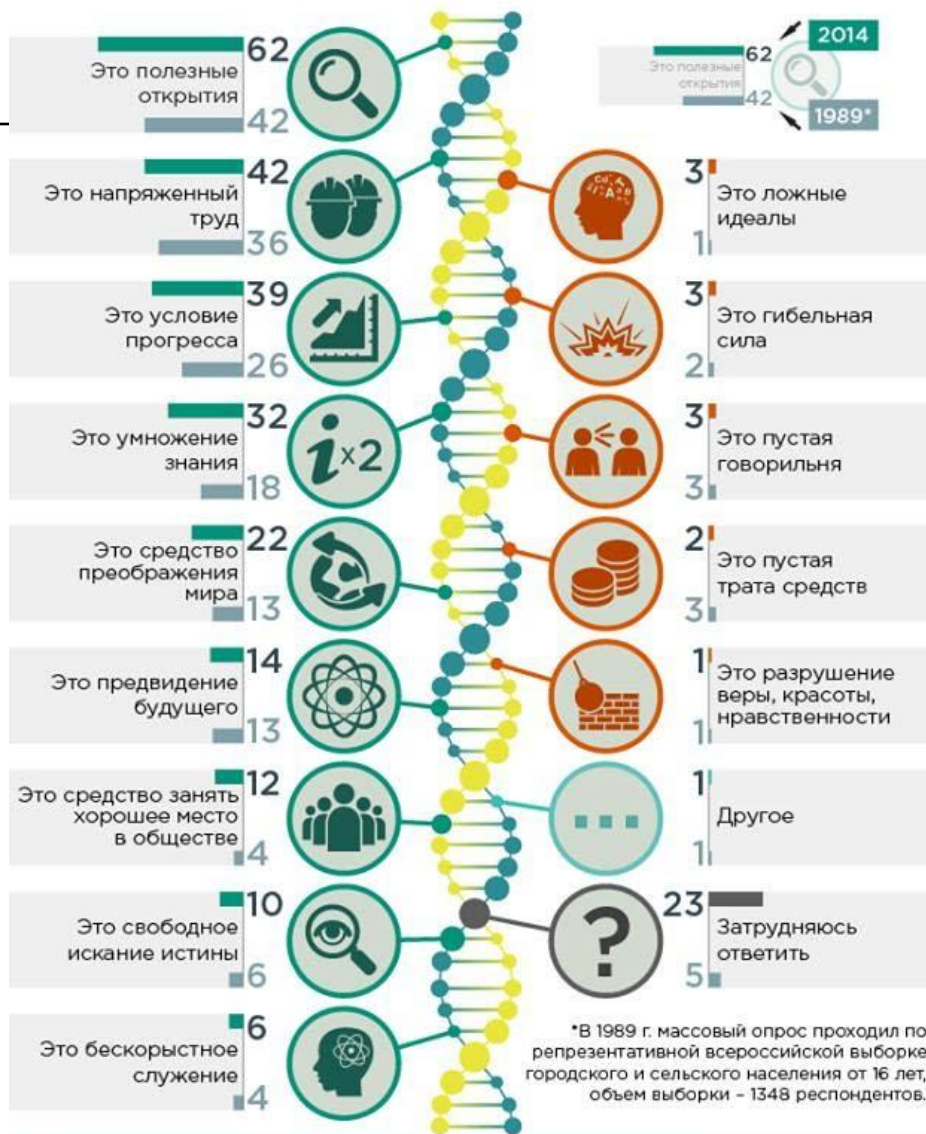 62
Это полезные
открытия
42
62
Это полезные
открытия
42
2014
1989*
42
Это напряженный
труд
36
3
Это ложные
идеалы
1
39
Это условие
прогресса
26
3
Это гибельная
сила
2
32
Это умножение
знания
18
i x2
3
Это пустая
говорильня
3
22
Это средство
преображения
мира
13
2
Это пустая
трата средств
3
14
Это предвидение
будущего
13
1
Это разрушение
веры, красоты,
нравственности
1
12
Это средство занять
хорошее место
в обществе
4
...
1
Другое
1
10
Это свободное
искание истины
6
?
23
Затрудняюсь
ответить
5
6
Это бескорыстное
служение
4
*В 1989 г. массовый опрос проходил по
репрезентативной всероссийской выборке
городского и сельского населения от 16 лет,
объем выборки – 1348 респондентов.